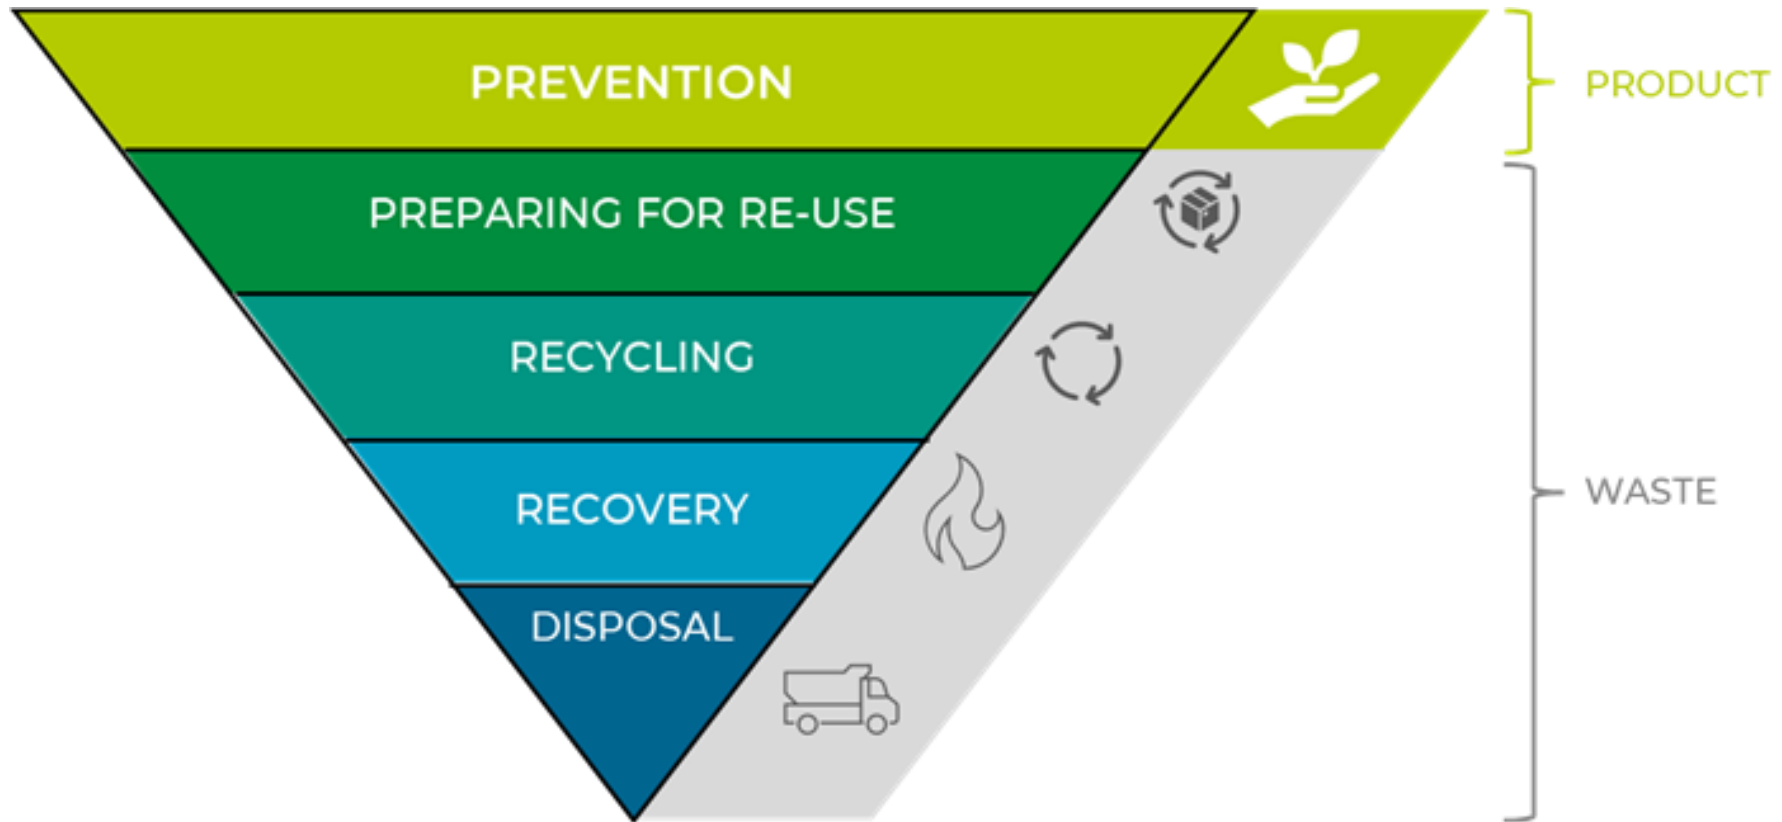 PREVENTION
PRODUCT
PREPARING FOR RE-USE
RECYCLING
RECOVERY
WASTE
DISPOSAL